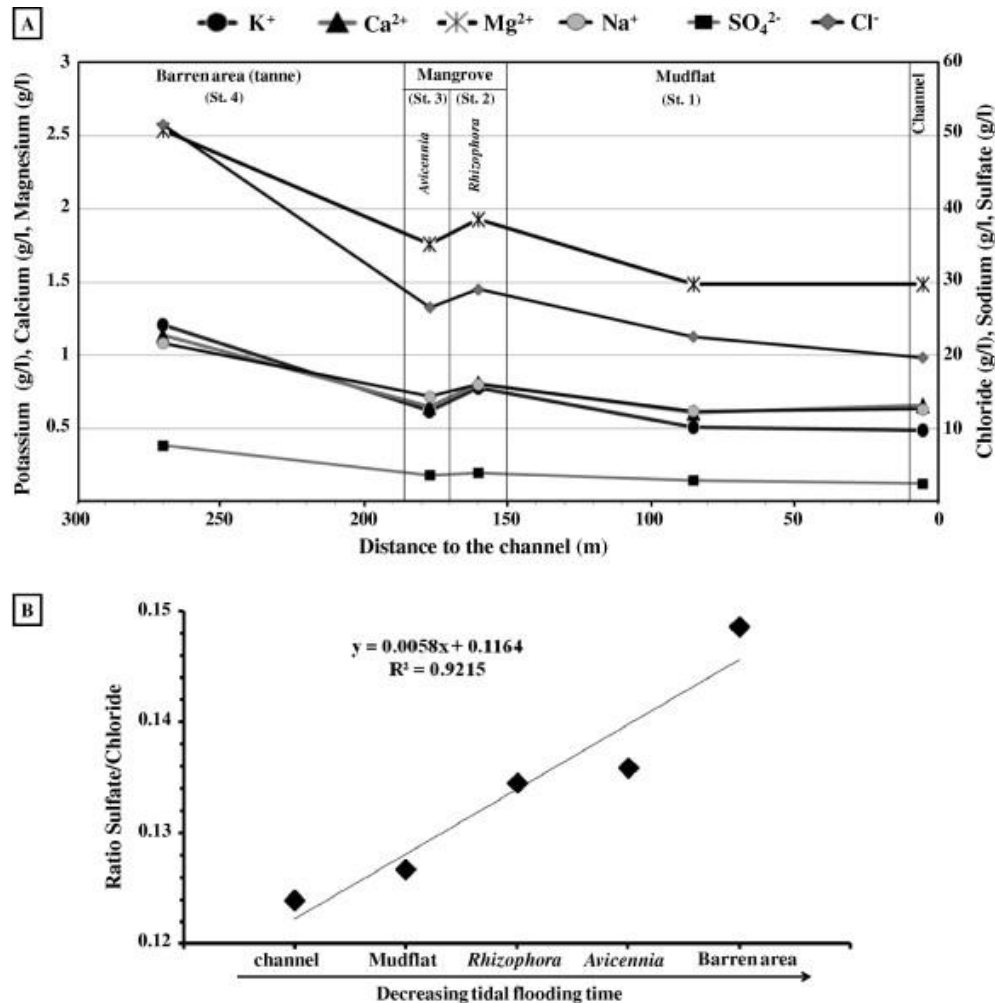 A
K⁺ Ca²⁺ Mg²⁺ Na⁺ SO₄²⁻ Cl⁻
Potassium (g/l), Calcium (g/l, Magnesium (g/l)
3
2.5
2
1.5
1
0.5
Barren area (tanne)
(St. 4)
Mangrove
(St. 3) (St. 2)
Avicennia
Rhizophora
Mudflat
(St. 1)
Channel
60
50
40
30
20
10
Chloride (g/l), Sodium (g/l, Sulfate (g/l)
300 250 200 150 100 50 0
Distance to the channel (m)
B
Ratio Sulfate/Chloride
0.15
0.14
0.13
0.12
y = 0.0058x + 0.1164
R² = 0.9215
channel Mudflat Rhizophora Avicennia Barren area
Decreasing tidal flooding time